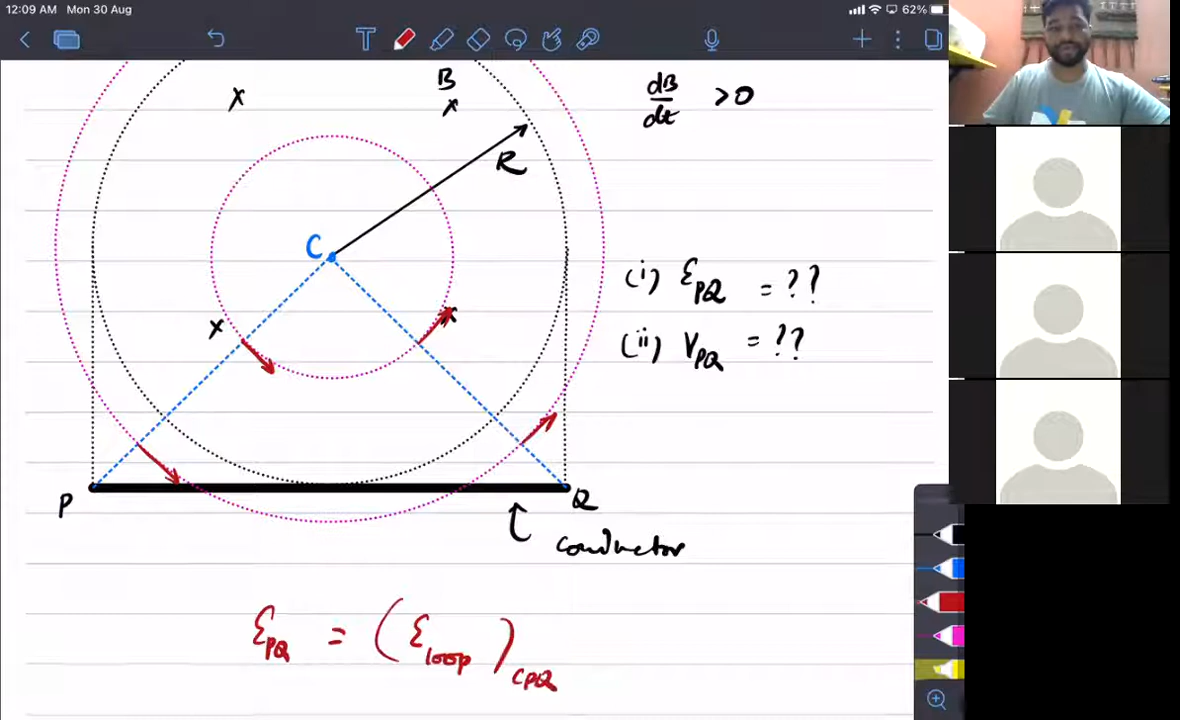 12:09 AM Mon 30 Aug
62%
T
x
B
x
dB/dt > 0
R
C
(i) ε_PQ = ??
x
x
(ii) V_PQ = ??
P
Q
conductor
ε_PQ = (ε_loop)_CPQ